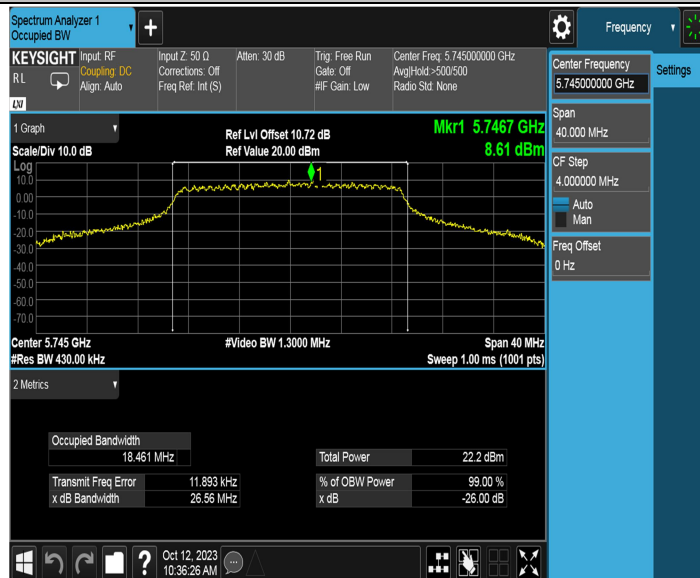 Spectrum Analyzer 1
Occupied BW
+
Frequency
KEYSIGHT
RL
LXI
Input: RF
Coupling: DC
Align: Auto
Input Z: 50 Ω
Corrections: Off
Freq Ref: Int (S)
Atten: 30 dB
Trig: Free Run
Gate: Off
#IF Gain: Low
Center Freq: 5.745000000 GHz
Avg|Hold:>500/500
Radio Std: None
Center Frequency
5.745000000 GHz
Settings
Span
40.000 MHz
CF Step
4.000000 MHz
Auto
Man
Freq Offset
0 Hz
1 Graph
Scale/Div 10.0 dB
Ref Lvl Offset 10.72 dB
Ref Value 20.00 dBm
Mkr1 5.7467 GHz
8.61 dBm
Log
10.0
0.00
-10.0
-20.0
-30.0
-40.0
-50.0
-60.0
-70.0
1
Center 5.745 GHz
#Res BW 430.00 kHz
#Video BW 1.3000 MHz
Span 40 MHz
Sweep 1.00 ms (1001 pts)
2 Metrics
Occupied Bandwidth
18.461 MHz
Total Power 22.2 dBm
Transmit Freq Error 11.893 kHz
% of OBW Power 99.00 %
x dB Bandwidth 26.56 MHz
x dB -26.00 dB
?
Oct 12, 2023
10:36:26 AM